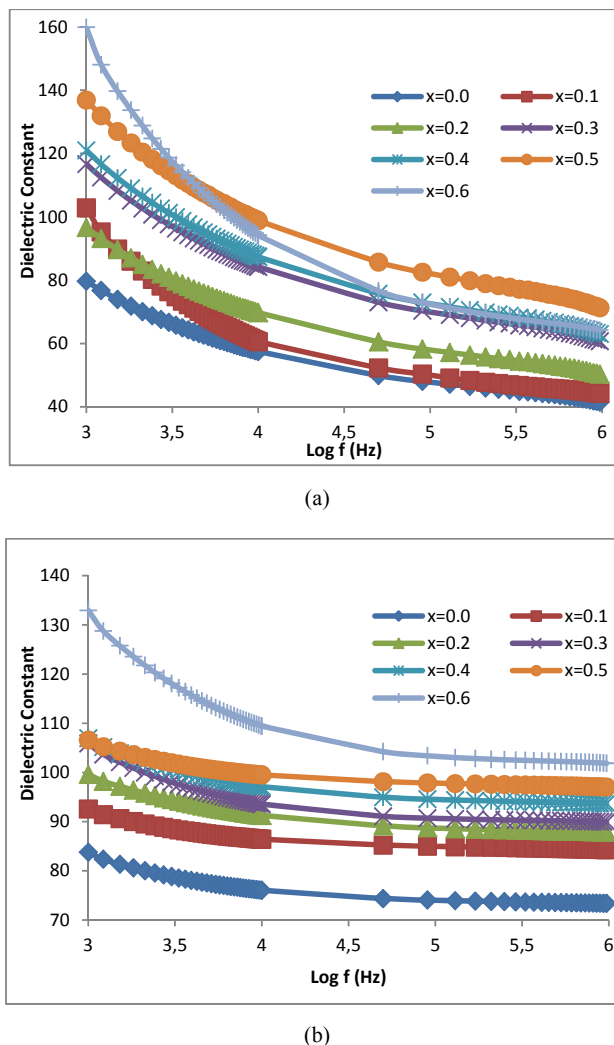 160
140
120
100
80
60
40
Dielectric Constant
x=0.0 x=0.1
x=0.2 x=0.3
x=0.4 x=0.5
x=0.6
3 3,5 4 4,5 5 5,5 6
Log f (Hz)
(a)
140
130
120
110
100
90
80
70
Dielectric Constant
x=0.0 x=0.1
x=0.2 x=0.3
x=0.4 x=0.5
x=0.6
3 3,5 4 4,5 5 5,5 6
Log f (Hz)
(b)